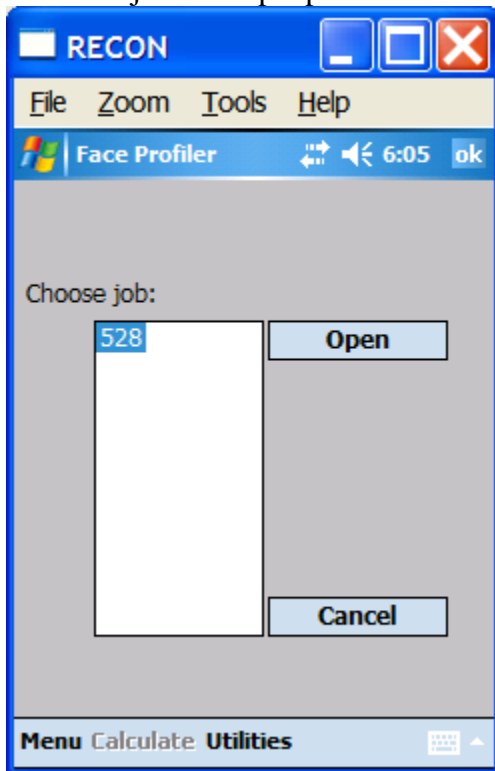 RECON
File Zoom Tools Help
Face Profiler 6:05 ok
Choose job:
528 Open
Cancel
Menu Calculate Utilities